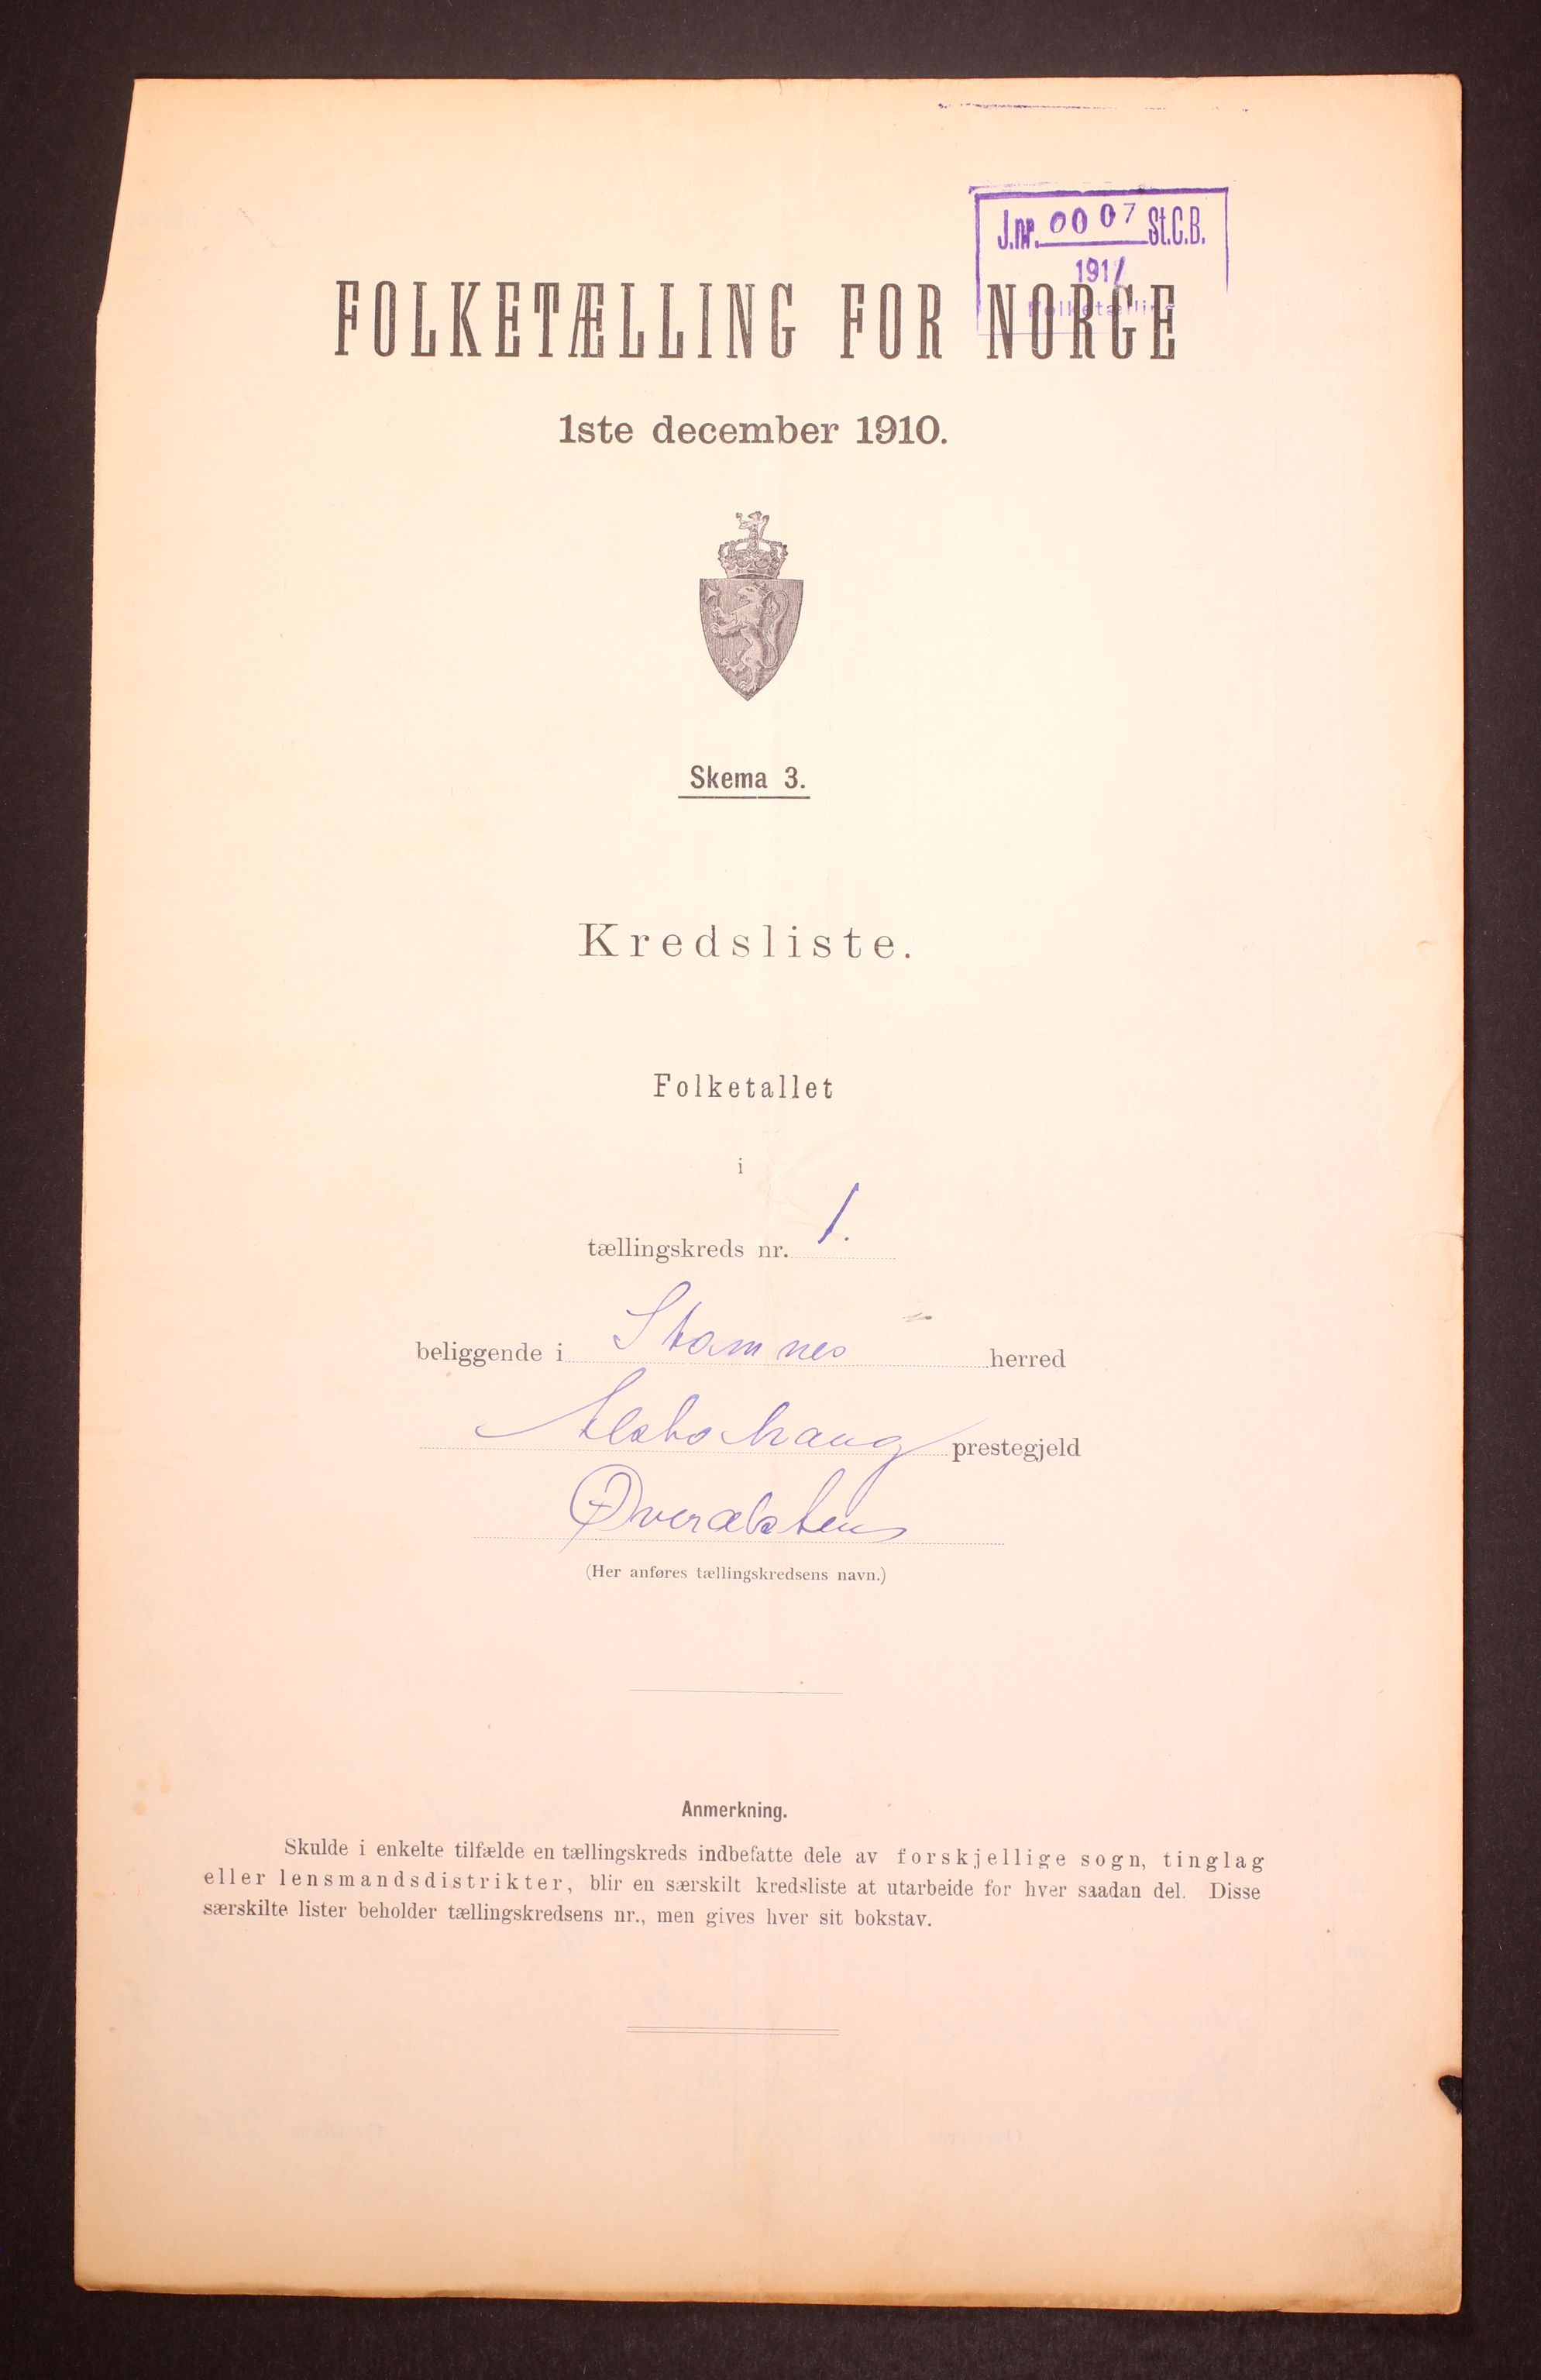 J.nr. 0007 St.C.B.
1911
Folketælling
FOLKETÆLLING FOR NORGE
1ste december 1910.
Skema 3.
Kredsliste.
Folketallet
i
tællingskreds nr. 1.
beliggende i Stamnes herred
Alstahaug prestegjeld
(Her anføres tællingskredsens navn.)
Anmerkning.
Skulde i enkelte tilfælde en tællingskreds indbefatte dele av forskjellige sogn, tinglag
eller lensmandsdistrikter, blir en særskilt kredsliste at utarbeide for hver saadan del. Disse
særskilte lister beholder tællingskredsens nr., men gives hver sit bokstav.